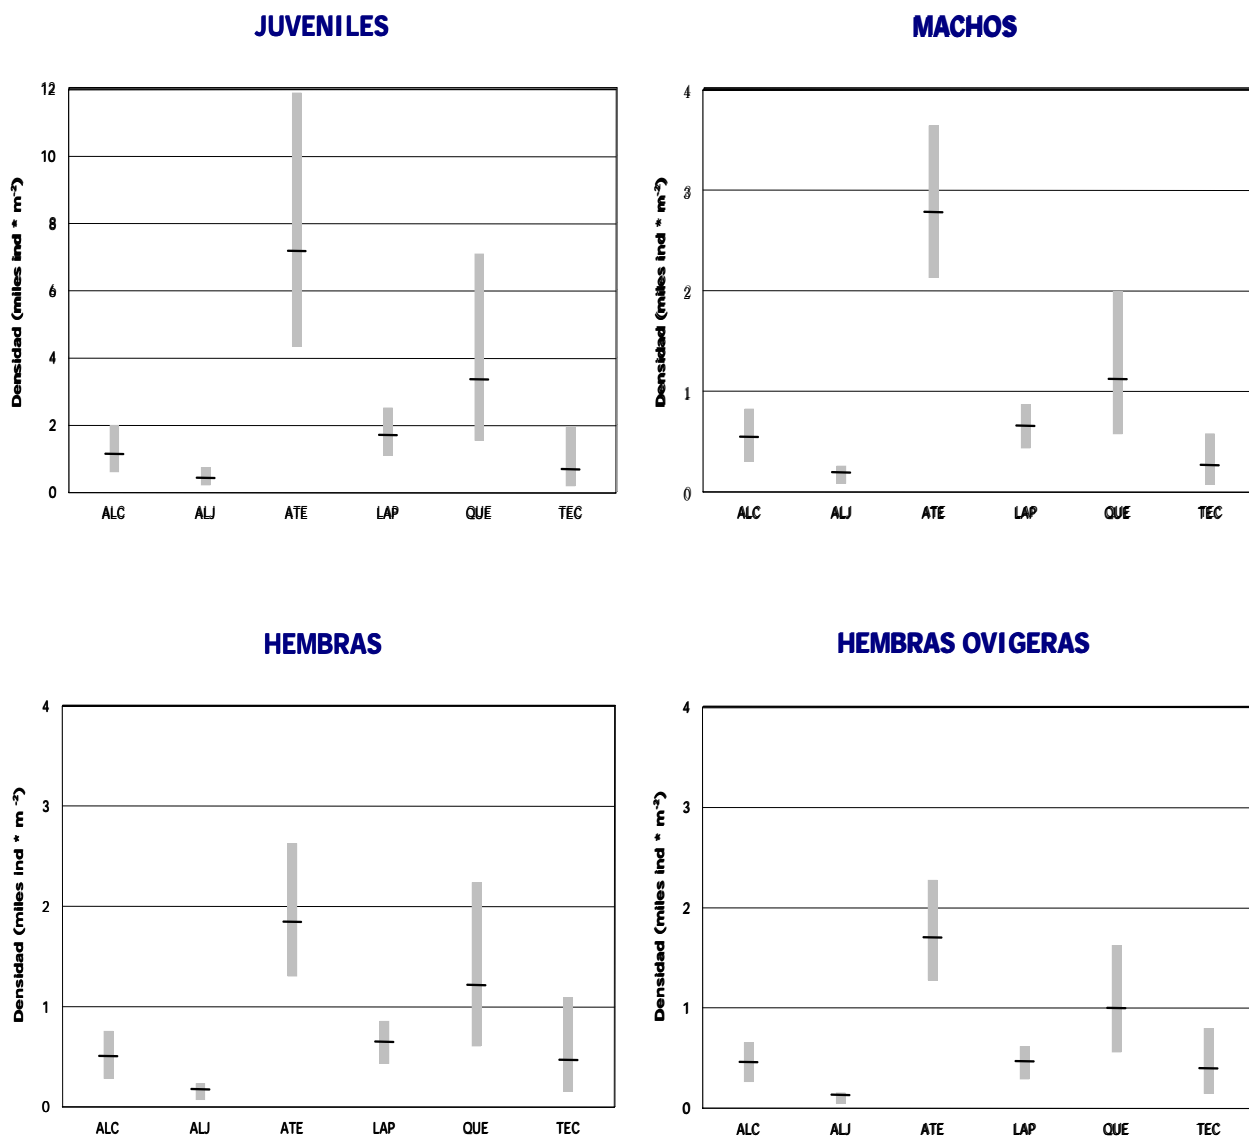 JUVENILES
Densidad (miles ind * m⁻²)
12
10
8
6
4
2
0
ALC ALJ ATE LAP QUE TEC
MACHOS
Densidad (miles ind * m⁻²)
4
3
2
1
0
ALC ALJ ATE LAP QUE TEC
HEMBRAS
Densidad (miles ind * m⁻²)
4
3
2
1
0
ALC ALJ ATE LAP QUE TEC
HEMBRAS OVIGERAS
Densidad (miles ind * m⁻²)
4
3
2
1
0
ALC ALJ ATE LAP QUE TEC